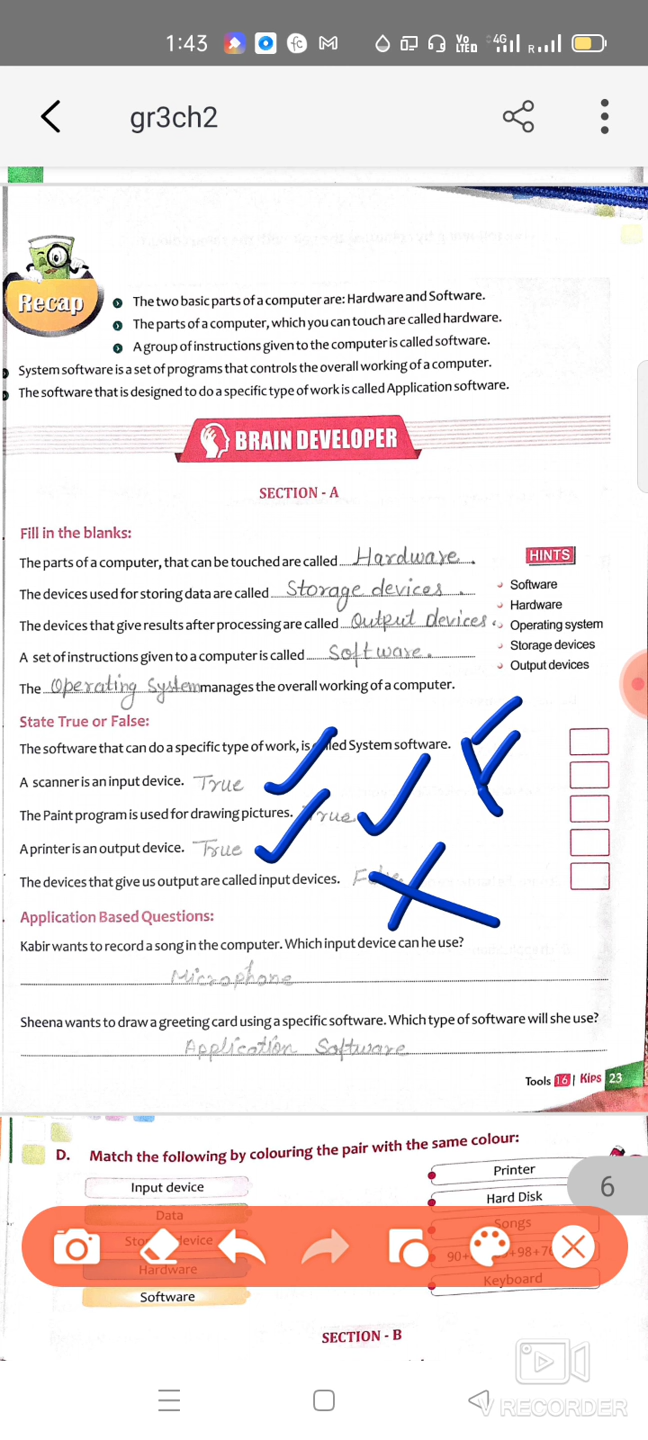 1:43 fc Vo LTED 4G R
gr3ch2
Recap
The two basic parts of a computer are: Hardware and Software.
The parts of a computer, which you can touch are called hardware.
A group of instructions given to the computer is called software.
System software is a set of programs that controls the overall working of a computer.
The software that is designed to do a specific type of work is called Application software.
BRAIN DEVELOPER
SECTION - A
Fill in the blanks:
The parts of a computer, that can be touched are called Hardware.
The devices used for storing data are called Storage devices.
The devices that give results after processing are called Output devices.
A set of instructions given to a computer is called Software.
The Operating System manages the overall working of a computer.
HINTS
Software
Hardware
Operating system
Storage devices
Output devices
State True or False:
The software that can do a specific type of work, is called System software. F
A scanner is an input device. True
The Paint program is used for drawing pictures. True
A printer is an output device. True
The devices that give us output are called input devices. False
Application Based Questions:
Kabir wants to record a song in the computer. Which input device can he use?
Microphone
Sheena wants to draw a greeting card using a specific software. Which type of software will she use?
Application Software
Tools 16 | Kips 23
D. Match the following by colouring the pair with the same colour:
Input device
Data
Hardware
Software
Printer
Hard Disk
Songs
Keyboard
6
SECTION - B
V RECORDER